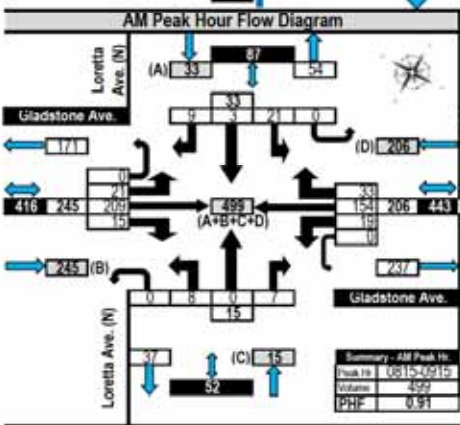 AM Peak Hour Flow Diagram
Loretta Ave. (N)
(A) 33 87 54
33
9 3 21 0
Gladstone Ave.
171
(D) 206
0
21
416 245 209
15
499
(A+B+C+D)
33
154 206 443
19
0
245 (B)
237
0 8 0 7
15
Gladstone Ave.
Loretta Ave. (N)
37
(C) 15
52
Summary - AM Peak Hr.
Peak Hr 0815-0915
Volume 499
PHF 0.91